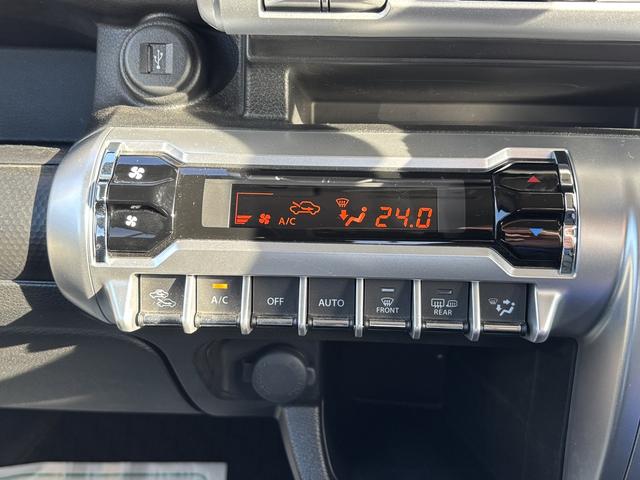 A/C 24.0
A/C OFF AUTO FRONT REAR